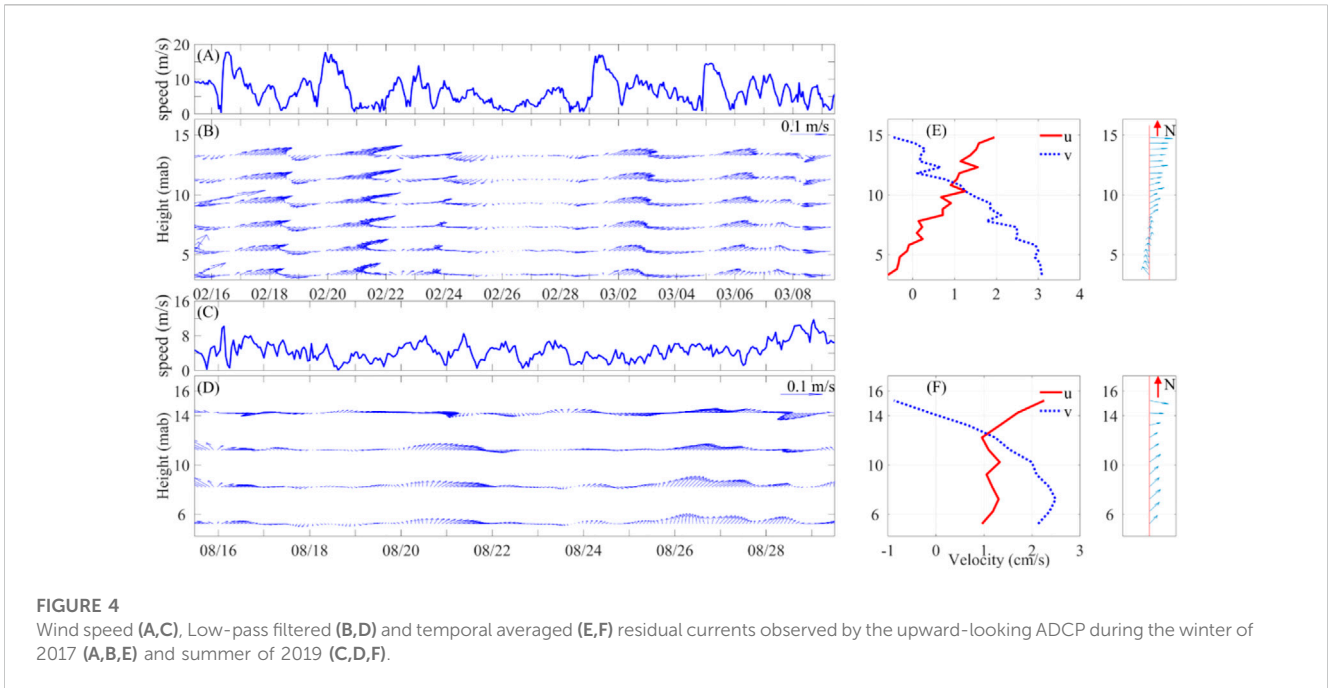 (A)
speed (m/s)
20
10
0
(B)
0.1 m/s
Height (mab)
15
10
5
02/16 02/18 02/20 02/22 02/24 02/26 02/28 03/02 03/04 03/06 03/08
(E)
u
v
15
10
5
0 1 2 3 4
N
15
10
5
(C)
speed (m/s)
16
8
0
(D)
0.1 m/s
Height (mab)
16
14
10
6
08/16 08/18 08/20 08/22 08/24 08/26 08/28
(F)
u
v
16
14
10
6
-1 0 1 2 3
Velocity (cm/s)
N
16
14
10
6
FIGURE 4
Wind speed (A,C), Low-pass filtered (B,D) and temporal averaged (E,F) residual currents observed by the upward-looking ADCP during the winter of
2017 (A,B,E) and summer of 2019 (C,D,F).